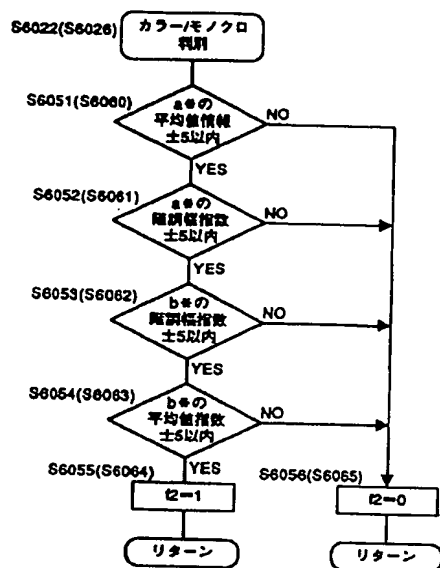 S6022(S6026)
カラー/モノクロ
判別
S6051(S6060)
a*の
平均値情報
±5以内
NO
YES
S6052(S6061)
a*の
階調幅指数
±5以内
NO
YES
S6053(S6062)
b*の
階調幅指数
±5以内
NO
YES
S6054(S6063)
b*の
平均値指数
±5以内
NO
YES
S6055(S6064)
f2=1
リターン
S6056(S6065)
f2=0
リターン